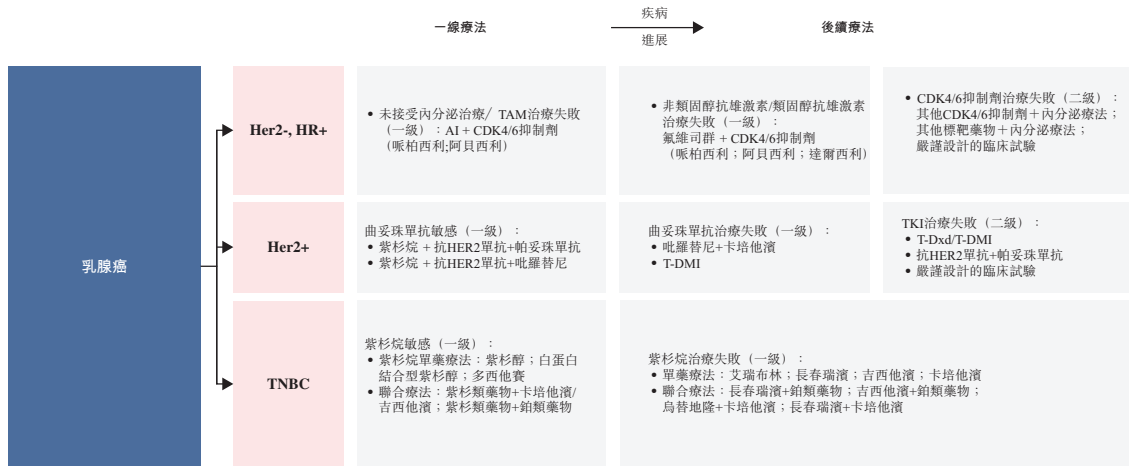 一線療法
疾病
進展
後續療法
乳腺癌
Her2-, HR+
• 未接受內分泌治療/ TAM治療失敗
(一級)：AI + CDK4/6抑制劑
(哌柏西利;阿貝西利)
• 非類固醇抗雄激素/類固醇抗雄激素
治療失敗(一級)：
氟維司群 + CDK4/6抑制劑
(哌柏西利；阿貝西利；達爾西利)
• CDK4/6抑制劑治療失敗(二級)：
其他CDK4/6抑制劑＋內分泌療法；
其他標靶藥物＋內分泌療法；
嚴謹設計的臨床試驗
Her2+
曲妥珠單抗敏感(一級)：
• 紫杉烷 + 抗HER2單抗+帕妥珠單抗
• 紫杉烷 + 抗HER2單抗+吡羅替尼
曲妥珠單抗治療失敗(一級)：
• 吡羅替尼+卡培他濱
• T-DMI
TKI治療失敗(二級)：
• T-Dxd/T-DMI
• 抗HER2單抗+帕妥珠單抗
• 嚴謹設計的臨床試驗
TNBC
紫杉烷敏感(一級)：
• 紫杉烷單藥療法：紫杉醇；白蛋白
結合型紫杉醇；多西他賽
• 聯合療法：紫杉類藥物+卡培他濱/
吉西他濱；紫杉類藥物+鉑類藥物
紫杉烷治療失敗(一級)：
• 單藥療法：艾瑞布林；長春瑞濱；吉西他濱；卡培他濱
• 聯合療法：長春瑞濱+鉑類藥物；吉西他濱+鉑類藥物；
烏替地隆+卡培他濱；長春瑞濱+卡培他濱